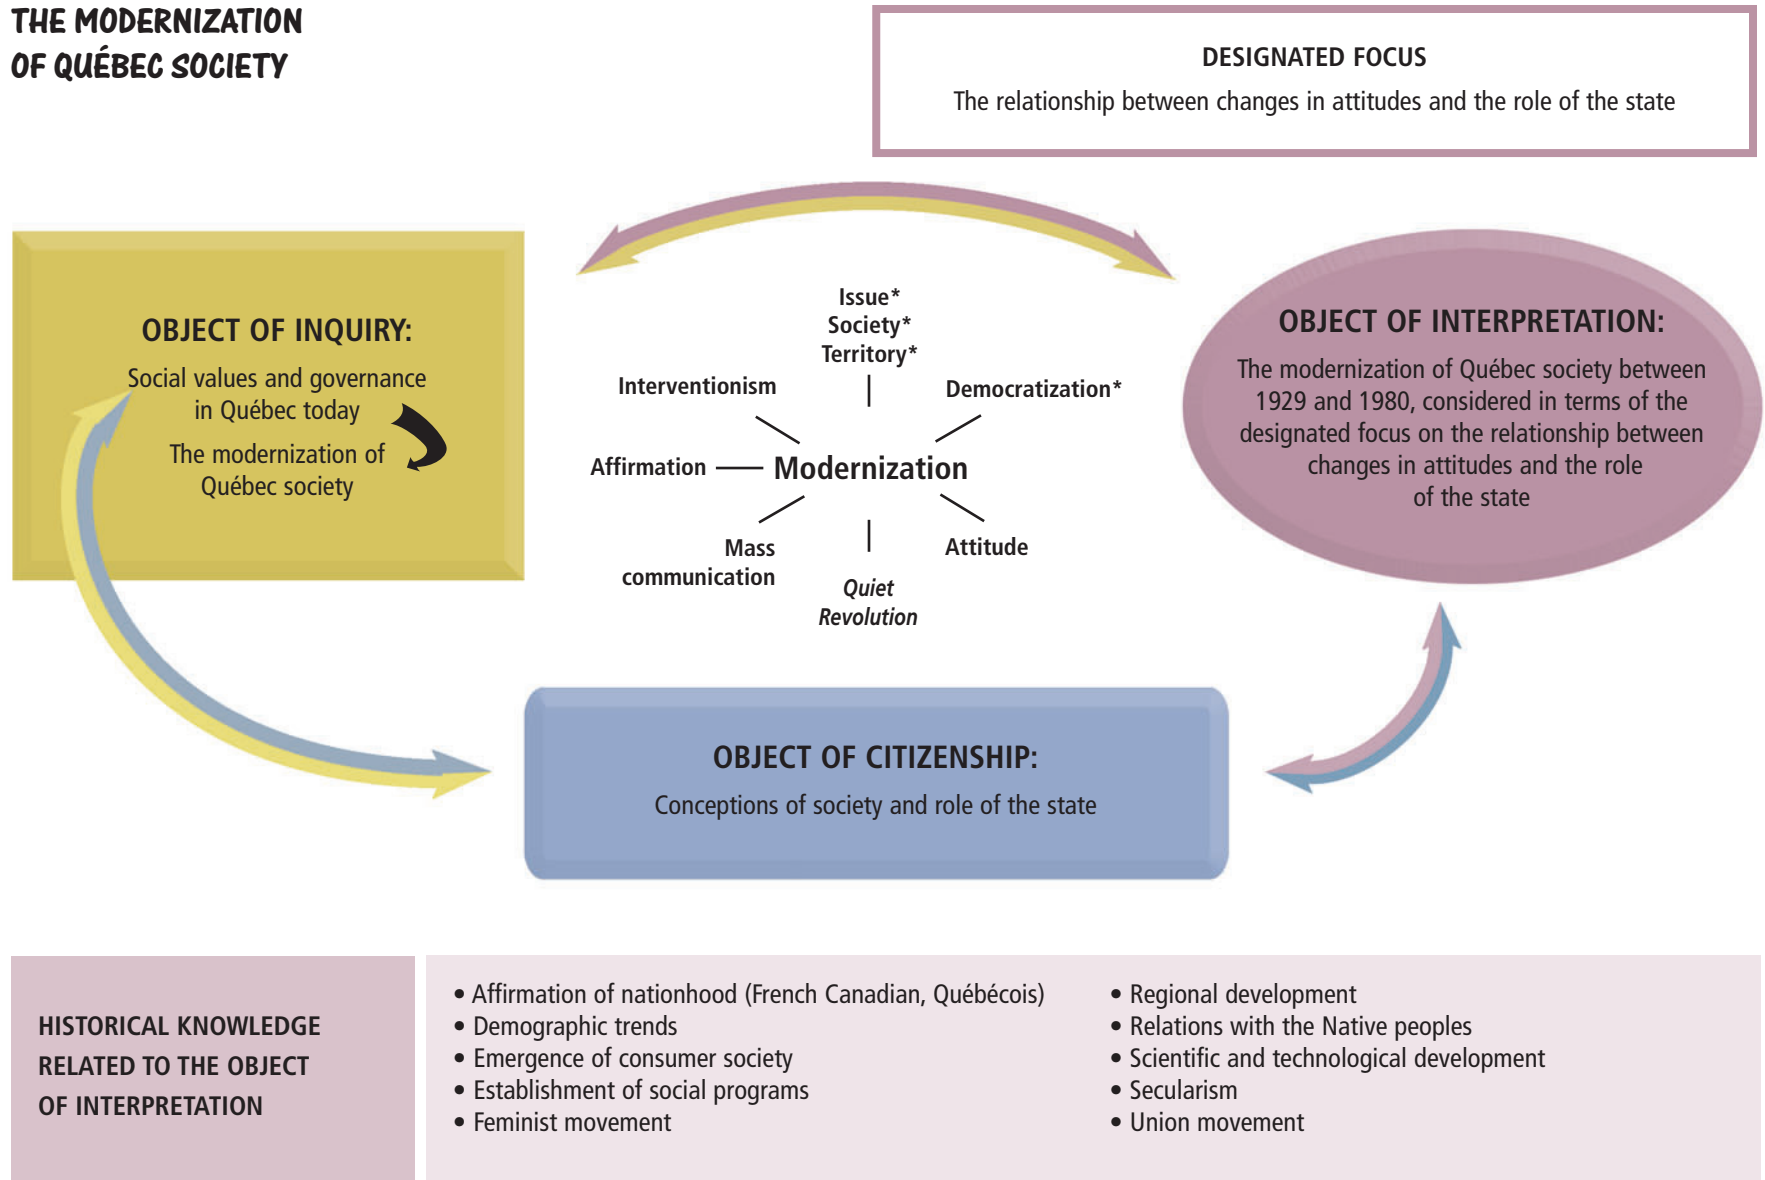 THE MODERNIZATION
OF QUÉBEC SOCIETY
DESIGNATED FOCUS
The relationship between changes in attitudes and the role of the state
OBJECT OF INQUIRY:
Social values and governance
in Québec today
The modernization of
Québec society
Issue*
Society*
Territory*
Interventionism
Democratization*
Affirmation
Modernization
Mass
communication
Attitude
Quiet
Revolution
OBJECT OF INTERPRETATION:
The modernization of Québec society between
1929 and 1980, considered in terms of the
designated focus on the relationship between
changes in attitudes and the role
of the state
OBJECT OF CITIZENSHIP:
Conceptions of society and role of the state
HISTORICAL KNOWLEDGE
RELATED TO THE OBJECT
OF INTERPRETATION
• Affirmation of nationhood (French Canadian, Québécois)
• Demographic trends
• Emergence of consumer society
• Establishment of social programs
• Feminist movement
• Regional development
• Relations with the Native peoples
• Scientific and technological development
• Secularism
• Union movement